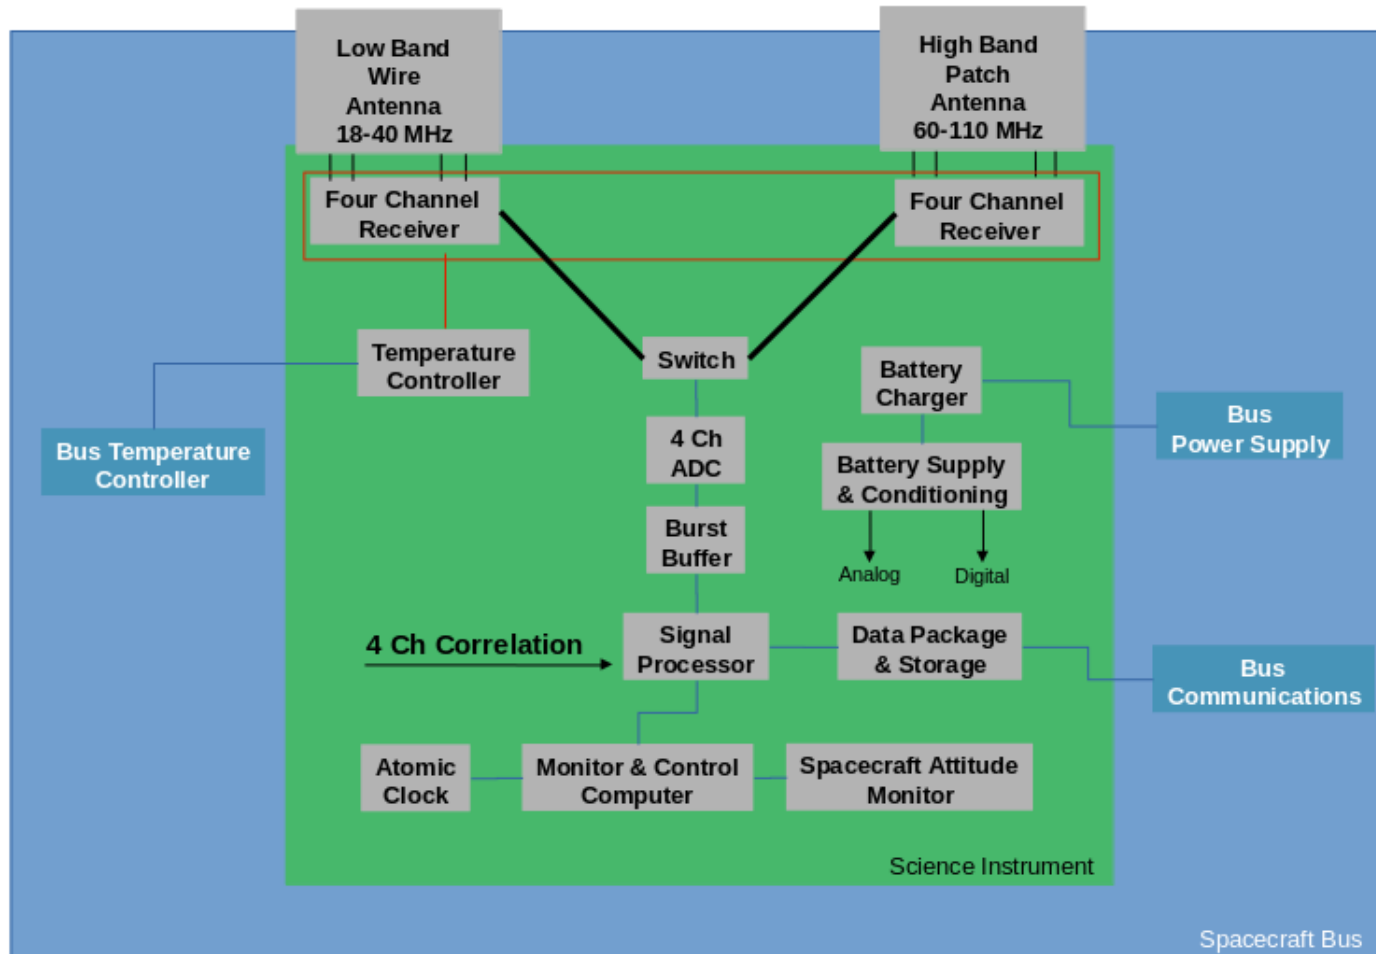 Low Band
Wire
Antenna
18-40 MHz
High Band
Patch
Antenna
60-110 MHz
Four Channel
Receiver
Four Channel
Receiver
Temperature
Controller
Switch
Battery
Charger
Bus
Power Supply
Bus Temperature
Controller
4 Ch
ADC
Battery Supply
& Conditioning
Burst
Buffer
Analog
Digital
4 Ch Correlation
Signal
Processor
Data Package
& Storage
Bus
Communications
Atomic
Clock
Monitor & Control
Computer
Spacecraft Attitude
Monitor
Science Instrument
Spacecraft Bus